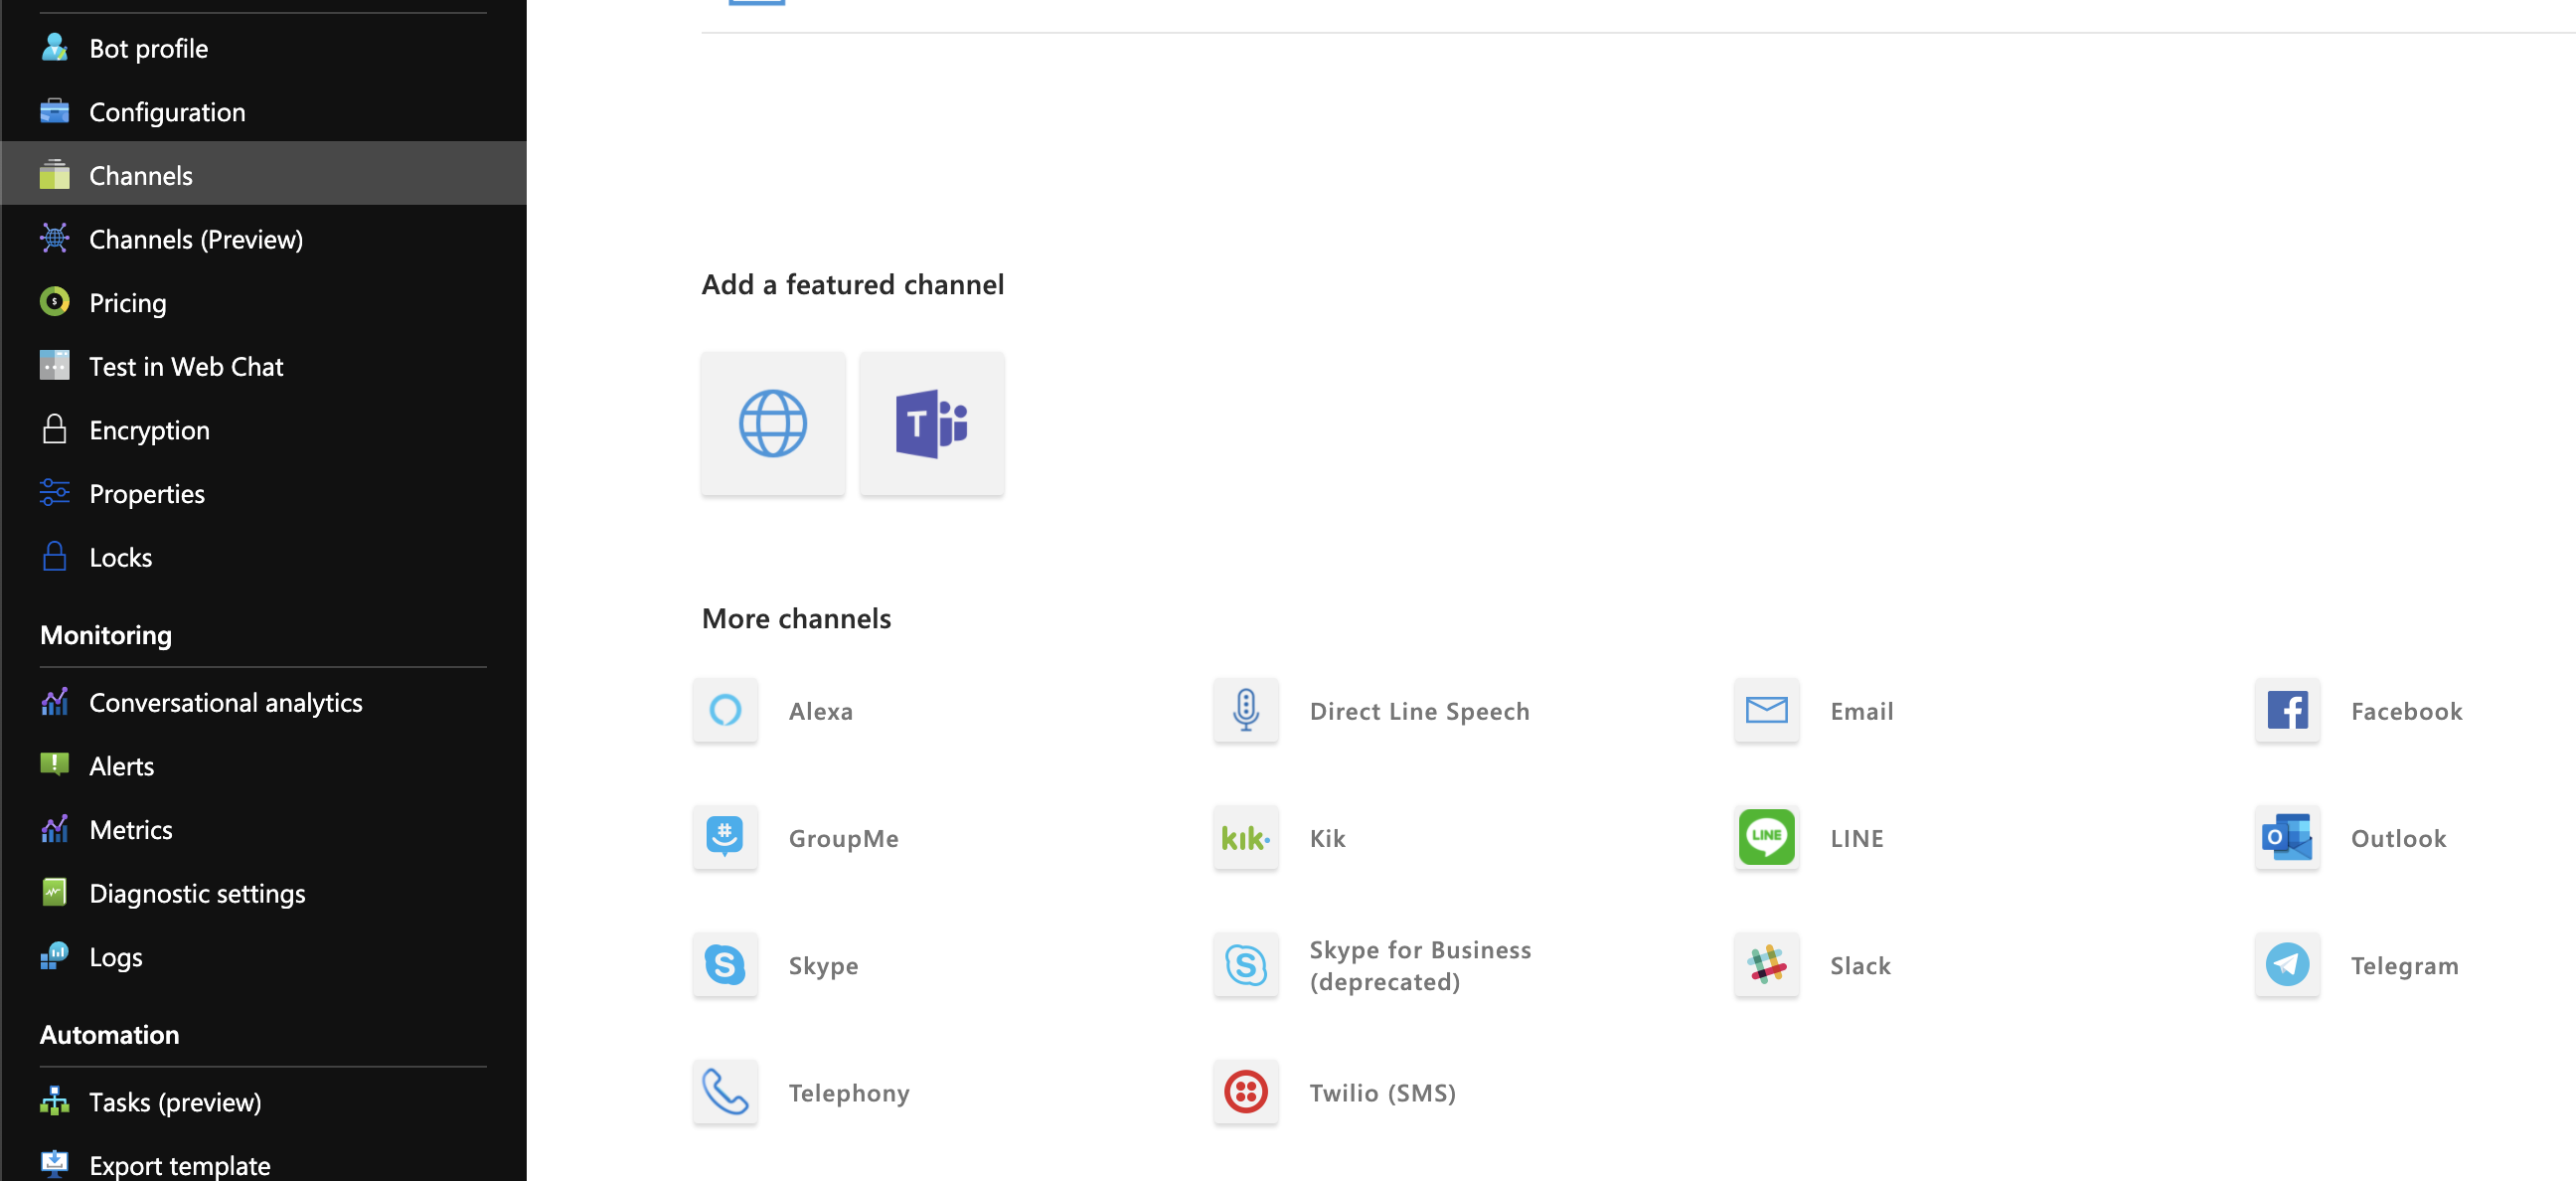 Bot profile
Configuration
Channels
Channels (Preview)
Pricing
Test in Web Chat
Encryption
Properties
Locks
Monitoring
Conversational analytics
Alerts
Metrics
Diagnostic settings
Logs
Automation
Tasks (preview)
Export template
Add a featured channel
T
More channels
Alexa
Direct Line Speech
Email
Facebook
GroupMe
kik.
Kik
LINE
LINE
Outlook
Skype
Skype for Business
(deprecated)
Slack
Telegram
Telephony
Twilio (SMS)